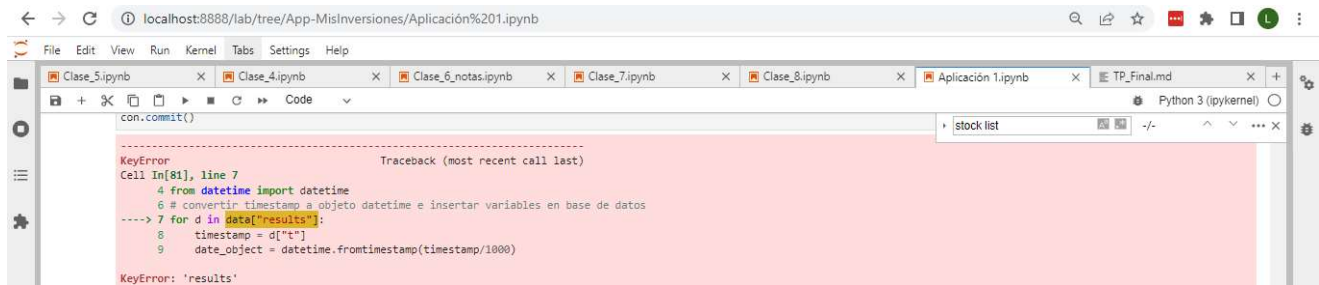 localhost:8888/lab/tree/App-MisInversiones/Aplicación%201.ipynb
L
File Edit View Run Kernel Tabs Settings Help
Clase_5.ipynb Clase_4.ipynb Clase_6_notas.ipynb Clase_7.ipynb Clase_8.ipynb Aplicación 1.ipynb TP_Final.md
Code Python 3 (ipykernel)
con.commit()
stock list -/-
---------------------------------------------------------------------------
KeyError Traceback (most recent call last)
Cell In[81], line 7
4 from datetime import datetime
6 # convertir timestamp a objeto datetime e insertar variables en base de datos
----> 7 for d in data["results"]:
8 timestamp = d["t"]
9 date_object = datetime.fromtimestamp(timestamp/1000)
KeyError: 'results'